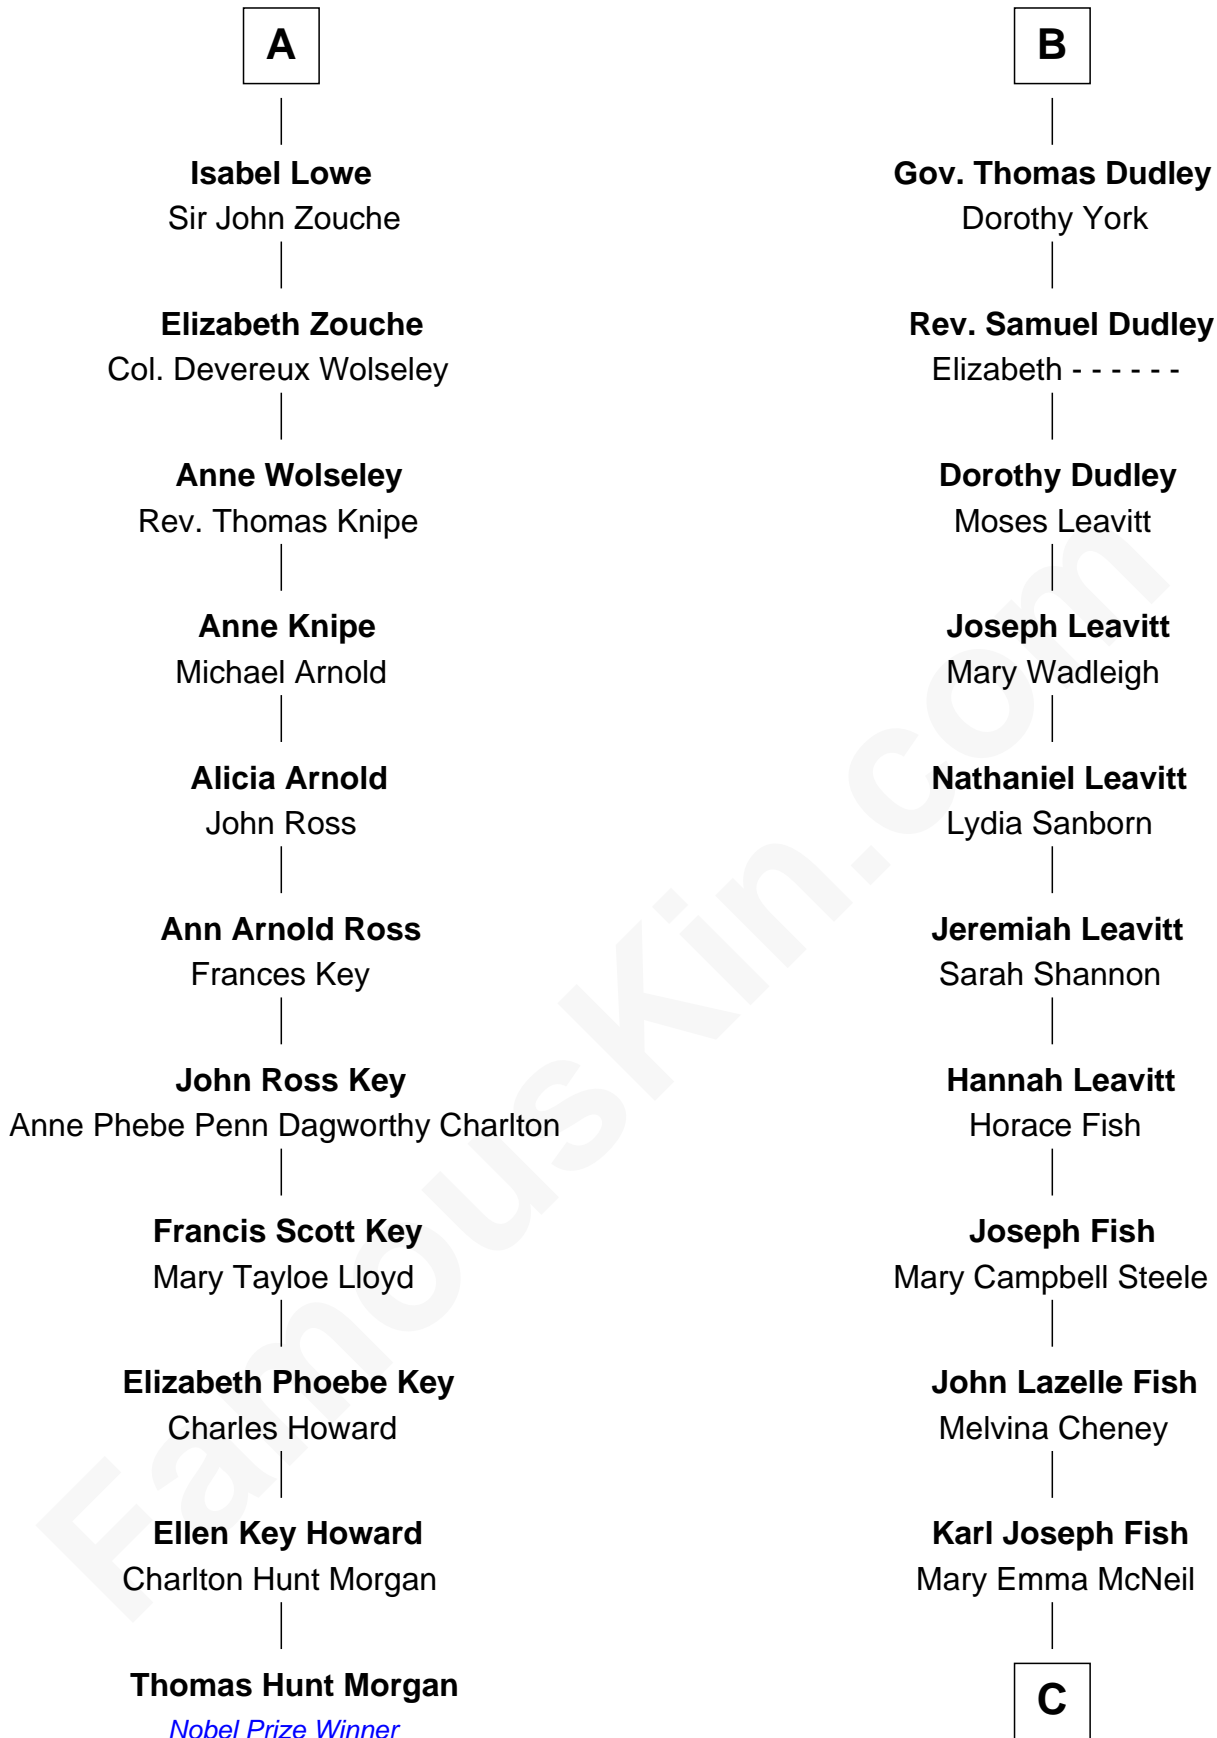 A
Isabel Lowe
Sir John Zouche
Elizabeth Zouche
Col. Devereux Wolseley
Anne Wolseley
Rev. Thomas Knipe
Anne Knipe
Michael Arnold
Alicia Arnold
John Ross
Ann Arnold Ross
Frances Key
John Ross Key
Anne Phebe Penn Dagworthy Charlton
Francis Scott Key
Mary Tayloe Lloyd
Elizabeth Phoebe Key
Charles Howard
Ellen Key Howard
Charlton Hunt Morgan
Thomas Hunt Morgan
Nobel Prize Winner
B
Gov. Thomas Dudley
Dorothy York
Rev. Samuel Dudley
Elizabeth - - - - - -
Dorothy Dudley
Moses Leavitt
Joseph Leavitt
Mary Wadleigh
Nathaniel Leavitt
Lydia Sanborn
Jeremiah Leavitt
Sarah Shannon
Hannah Leavitt
Horace Fish
Joseph Fish
Mary Campbell Steele
John Lazelle Fish
Melvina Cheney
Karl Joseph Fish
Mary Emma McNeil
C
FamousKin.com